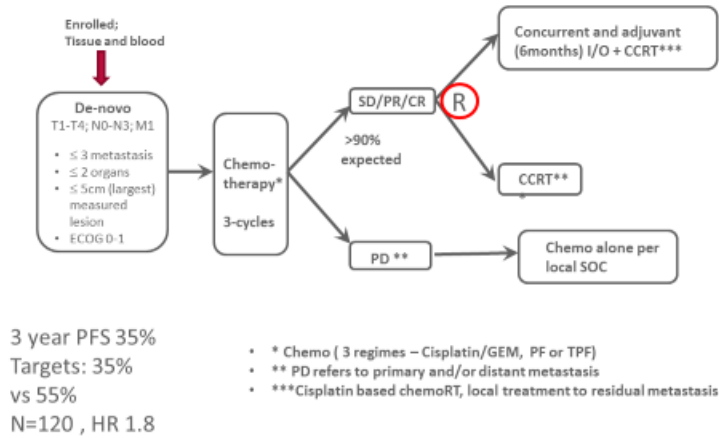 Enrolled;
Tissue and blood
De-novo
T1-T4; N0-N3; M1
• ≤ 3 metastasis
• ≤ 2 organs
• ≤ 5cm (largest)
measured
lesion
• ECOG 0-1
Chemo-
therapy*
3-cycles
SD/PR/CR
R
>90%
expected
PD **
Concurrent and adjuvant
(6months) I/O + CCRT***
CCRT**
*
Chemo alone per
local SOC
3 year PFS 35%
Targets: 35%
vs 55%
N=120 , HR 1.8
• * Chemo ( 3 regimes – Cisplatin/GEM, PF or TPF)
• ** PD refers to primary and/or distant metastasis
• ***Cisplatin based chemoRT, local treatment to residual metastasis